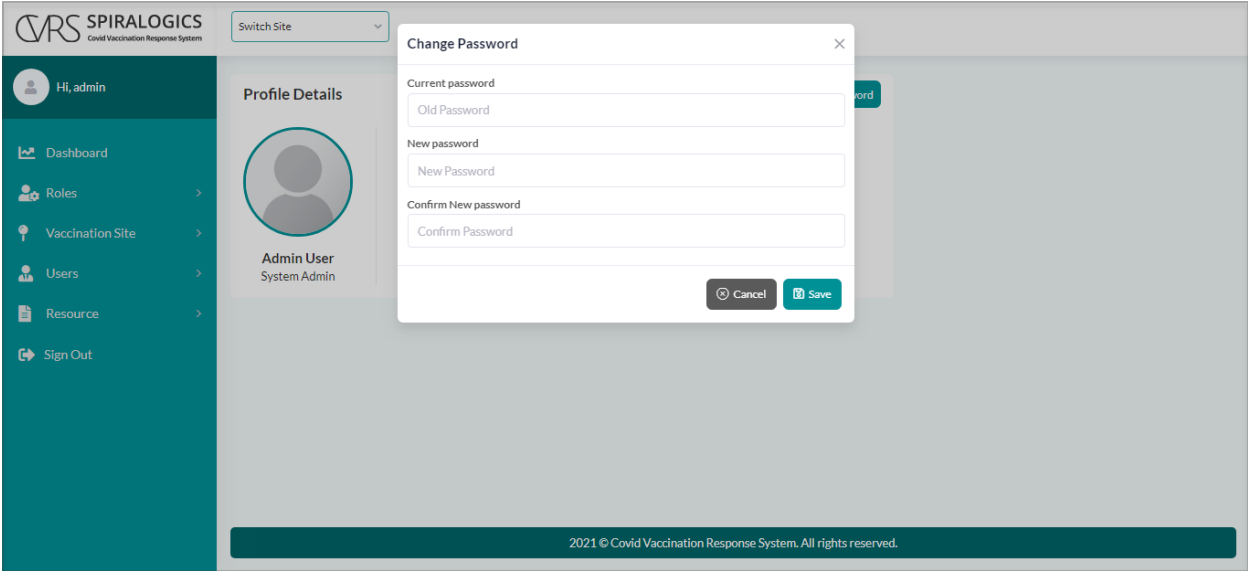 CVRS SPIRALOGICS
Covid Vaccination Response System
Switch Site
Hi, admin
Dashboard
Roles
Vaccination Site
Users
Resource
Sign Out
Profile Details
Admin User
System Admin
Change Password
Current password
Old Password
New password
New Password
Confirm New password
Confirm Password
Cancel
Save
2021 © Covid Vaccination Response System. All rights reserved.